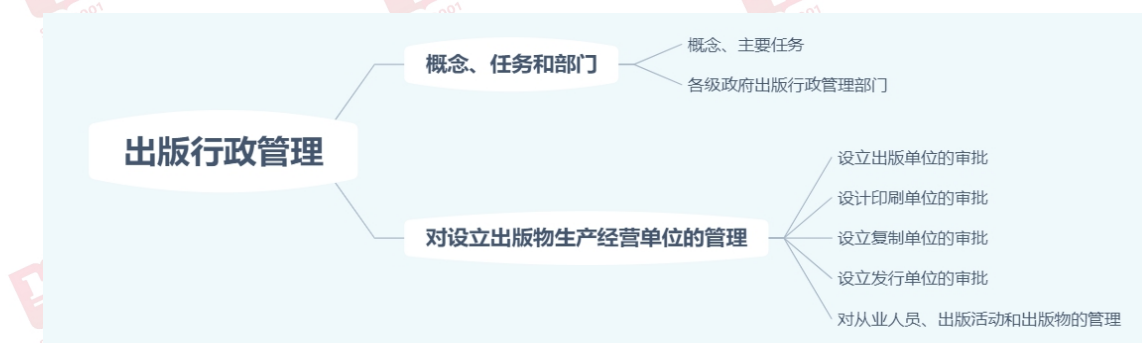 概念、任务和部门
概念、主要任务
各级政府出版行政管理部门
出版行政管理
对设立出版物生产经营单位的管理
设立出版单位的审批
设计印刷单位的审批
设立复制单位的审批
设立发行单位的审批
对从业人员、出版活动和出版物的管理